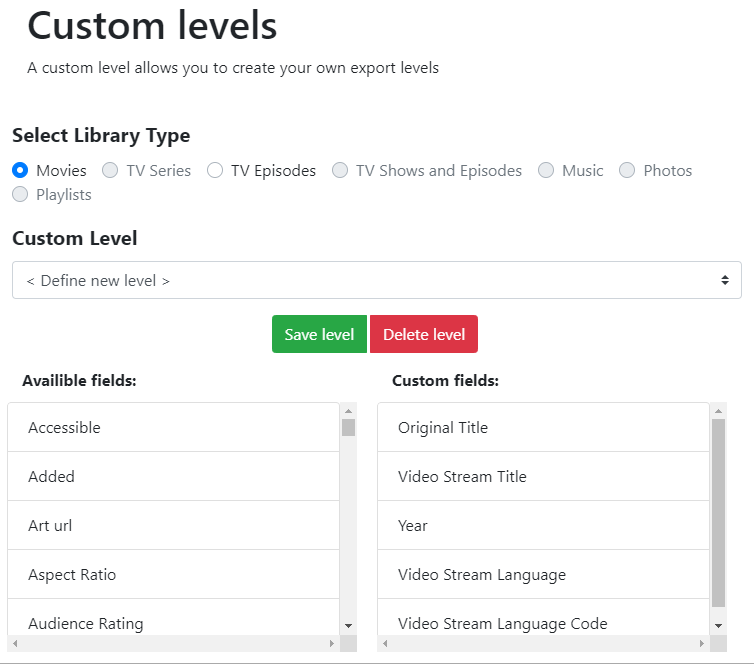 Custom levels
A custom level allows you to create your own export levels
Select Library Type
Movies TV Series TV Episodes TV Shows and Episodes Music Photos
Playlists
Custom Level
< Define new level >
Save level Delete level
Availible fields: Custom fields:
Accessible Original Title
Added Video Stream Title
Art url Year
Aspect Ratio Video Stream Language
Audience Rating Video Stream Language Code